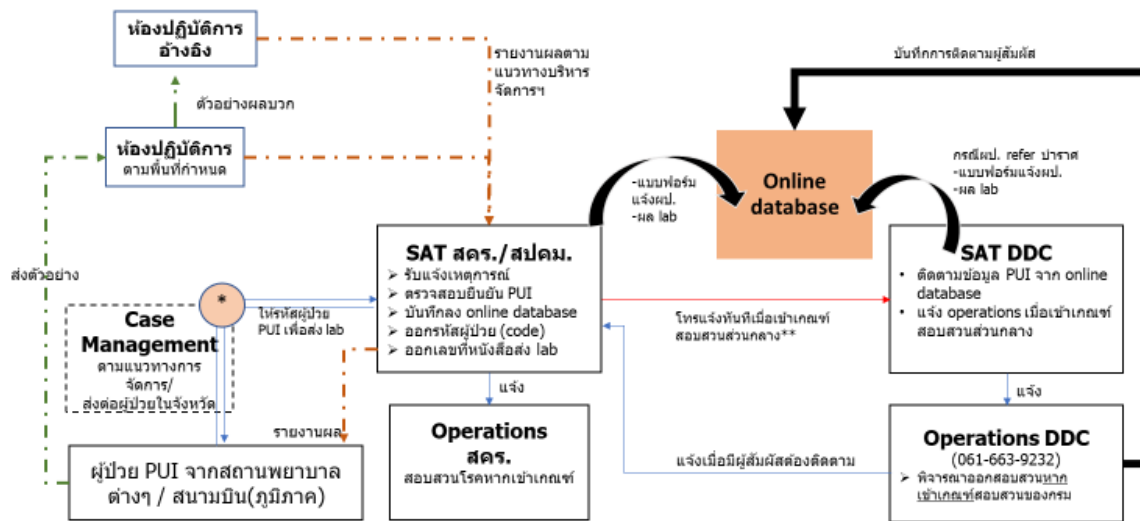 ห้องปฏิบัติการ
อ้างอิง
รายงานผลตาม
แนวทางบริหาร
จัดการฯ
บันทึกการติดตามผู้สัมผัส
ตัวอย่างผลบวก
ห้องปฏิบัติการ
ตามพื้นที่กำหนด
-แบบฟอร์ม
แจ้งผป.
-ผล lab
Online
database
กรณีผป. refer บำราศ
-แบบฟอร์มแจ้งผป.
-ผล lab
ส่งตัวอย่าง
*
ให้รหัสผู้ป่วย
PUI เพื่อส่ง lab
Case
Management
ตามแนวทางการ
จัดการ/
ส่งต่อผู้ป่วยในจังหวัด
SAT สคร./สปคม.
➢ รับแจ้งเหตุการณ์
➢ ตรวจสอบยืนยัน PUI
➢ บันทึกลง online database
➢ ออกรหัสผู้ป่วย (code)
➢ ออกเลขที่หนังสือส่ง lab
โทรแจ้งทันทีเมื่อเข้าเกณฑ์
สอบสวนส่วนกลาง**
SAT DDC
• ติดตามข้อมูล PUI จาก online
database
• แจ้ง operations เมื่อเข้าเกณฑ์
สอบสวนส่วนกลาง
แจ้ง
แจ้ง
รายงานผล
ผู้ป่วย PUI จากสถานพยาบาล
ต่างๆ / สนามบิน(ภูมิภาค)
Operations
สคร.
สอบสวนโรคหากเข้าเกณฑ์
แจ้งเมื่อมีผู้สัมผัสต้องติดตาม
Operations DDC
(061-663-9232)
➢ พิจารณาออกสอบสวนหาก
เข้าเกณฑ์สอบสวนของกรม